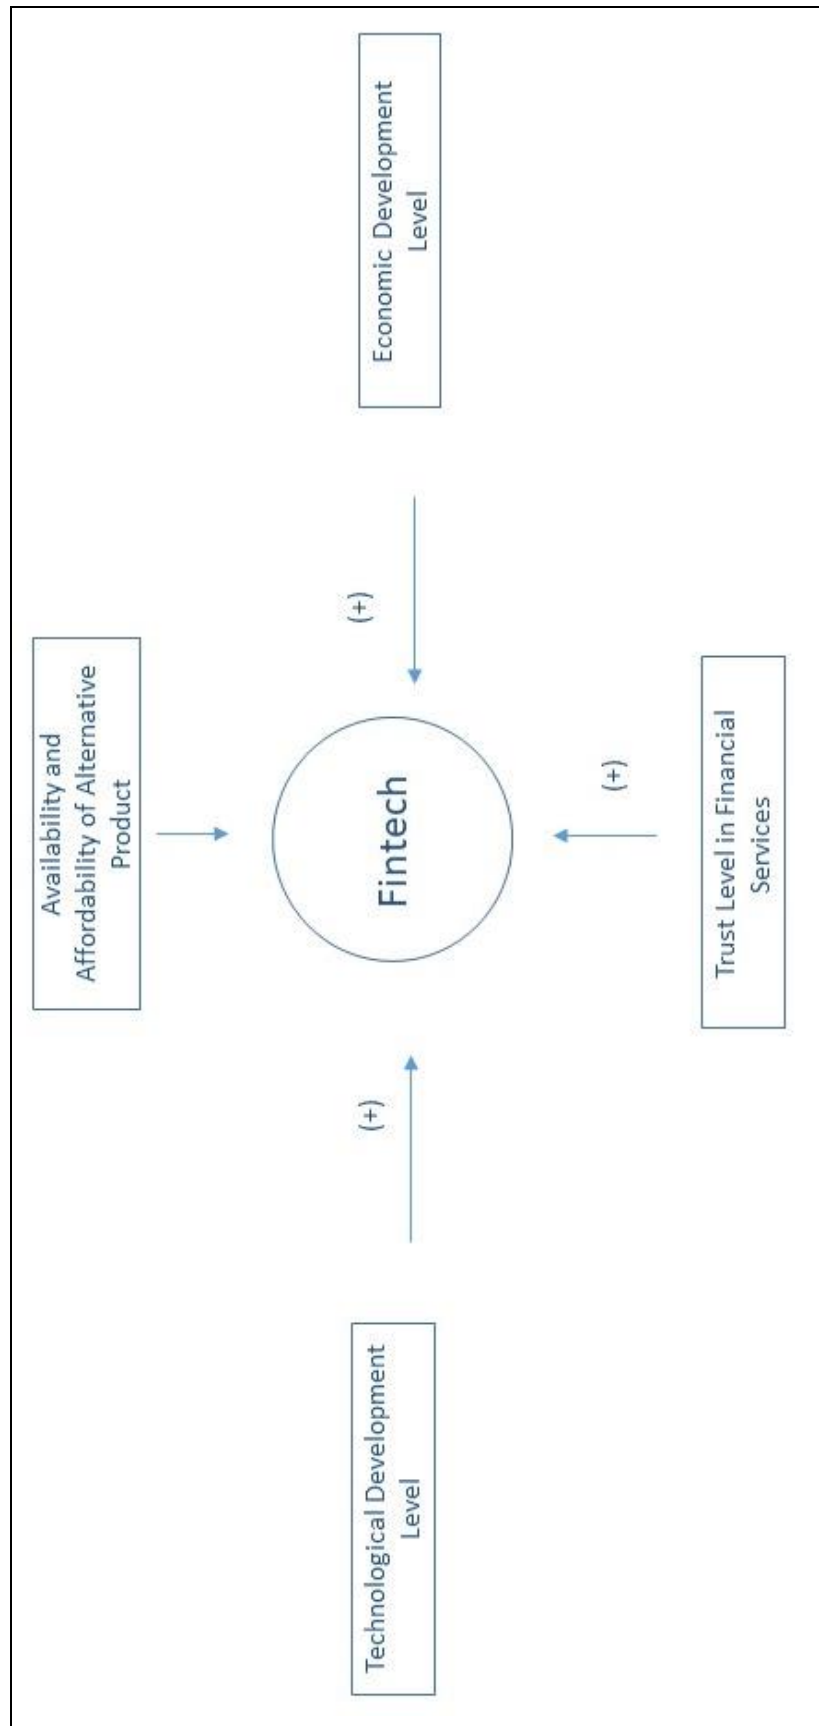 Availability and
Affordability of Alternative
Product
Technological Development
Level
(+)
Fintech
(+)
Economic Development
Level
(+)
Trust Level in Financial
Services